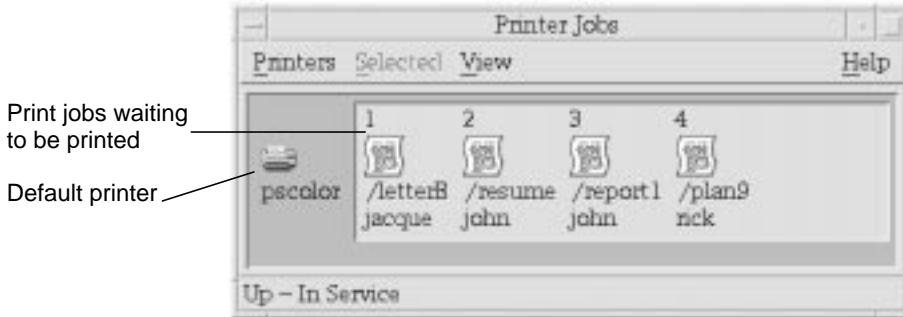 Printer Jobs
Printers Selected View Help
Print jobs waiting
to be printed
Default printer
1 2 3 4
pscolor /letterB /resume /report1 /plan9
jacque john john rick
Up – In Service